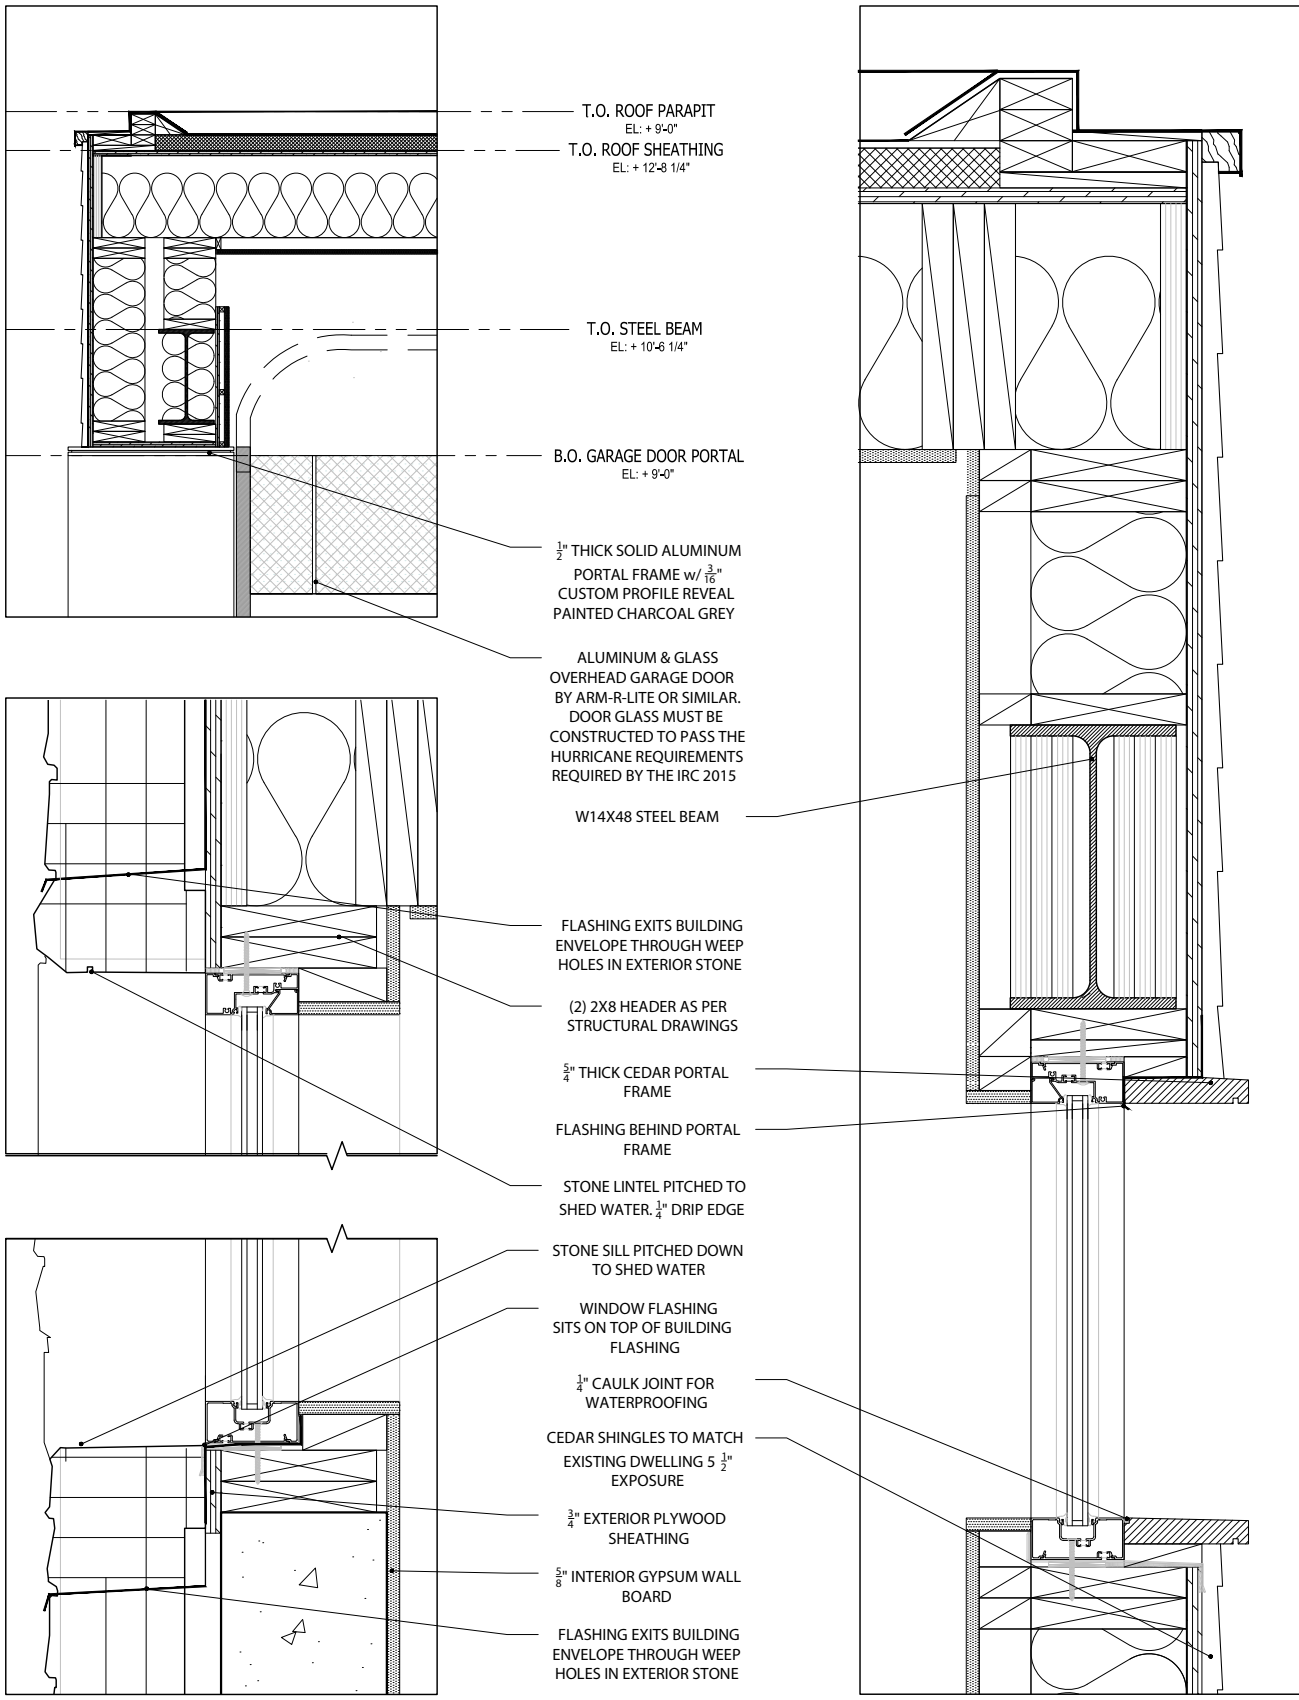 T.O. ROOF PARAPIT
EL: + 9'-0"
T.O. ROOF SHEATHING
EL: + 12'-8 1/4"
T.O. STEEL BEAM
EL: + 10'-6 1/4"
B.O. GARAGE DOOR PORTAL
EL: + 9'-0"
1/2" THICK SOLID ALUMINUM
PORTAL FRAME w/ 3/16"
CUSTOM PROFILE REVEAL
PAINTED CHARCOAL GREY
ALUMINUM & GLASS
OVERHEAD GARAGE DOOR
BY ARM-R-LITE OR SIMILAR.
DOOR GLASS MUST BE
CONSTRUCTED TO PASS THE
HURRICANE REQUIREMENTS
REQUIRED BY THE IRC 2015
W14X48 STEEL BEAM
FLASHING EXITS BUILDING
ENVELOPE THROUGH WEEP
HOLES IN EXTERIOR STONE
(2) 2X8 HEADER AS PER
STRUCTURAL DRAWINGS
5/4" THICK CEDAR PORTAL
FRAME
FLASHING BEHIND PORTAL
FRAME
STONE LINTEL PITCHED TO
SHED WATER. 1/4" DRIP EDGE
STONE SILL PITCHED DOWN
TO SHED WATER
WINDOW FLASHING
SITS ON TOP OF BUILDING
FLASHING
1/4" CAULK JOINT FOR
WATERPROOFING
CEDAR SHINGLES TO MATCH
EXISTING DWELLING 5 1/2"
EXPOSURE
3/4" EXTERIOR PLYWOOD
SHEATHING
5/8" INTERIOR GYPSUM WALL
BOARD
FLASHING EXITS BUILDING
ENVELOPE THROUGH WEEP
HOLES IN EXTERIOR STONE